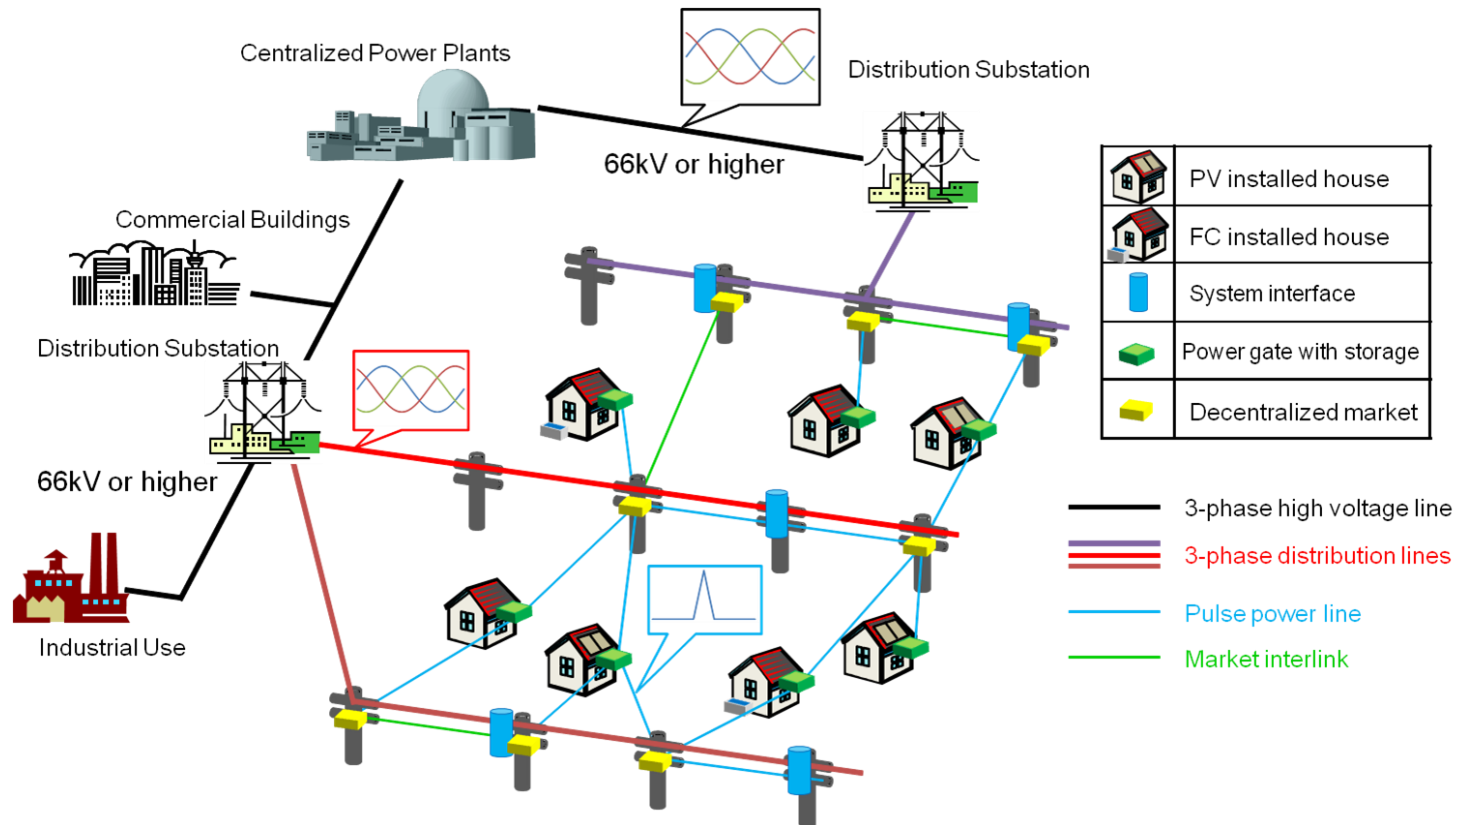 Centralized Power Plants
Distribution Substation
66kV or higher
Commercial Buildings
Distribution Substation
66kV or higher
Industrial Use
PV installed house
FC installed house
System interface
Power gate with storage
Decentralized market
3-phase high voltage line
3-phase distribution lines
Pulse power line
Market interlink